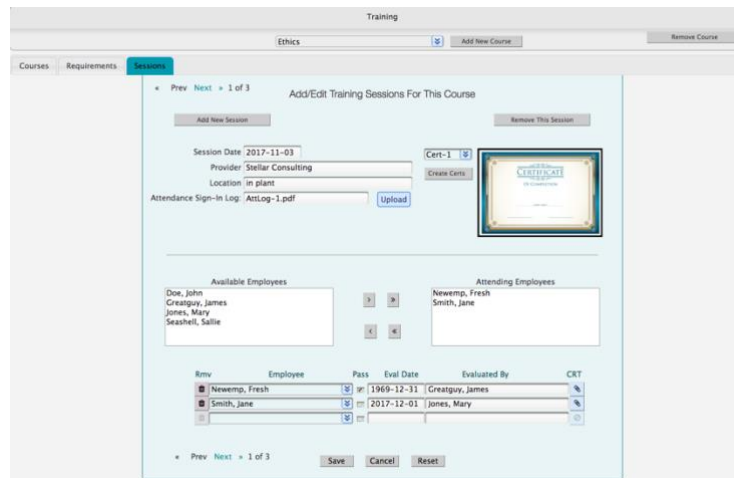 Training
Ethics Add New Course Remove Course
Courses Requirements Sessions
« Prev Next » 1 of 3
Add/Edit Training Sessions For This Course
Add New Session Remove This Session
Session Date 2017-11-03 Cert-1
Provider Stellar Consulting Create Certs
Location in plant
Attendance Sign-In Log: AttLog-1.pdf Upload
CERTIFICATE
OF COMPLETION
Available Employees Attending Employees
Doe, John Newemp, Fresh
Greatguy, James Smith, Jane
Jones, Mary
Seashell, Sallie
› »
‹ «
Rmv Employee Pass Eval Date Evaluated By CRT
Newemp, Fresh 1969-12-31 Greatguy, James
Smith, Jane 2017-12-01 Jones, Mary
« Prev Next » 1 of 3 Save Cancel Reset